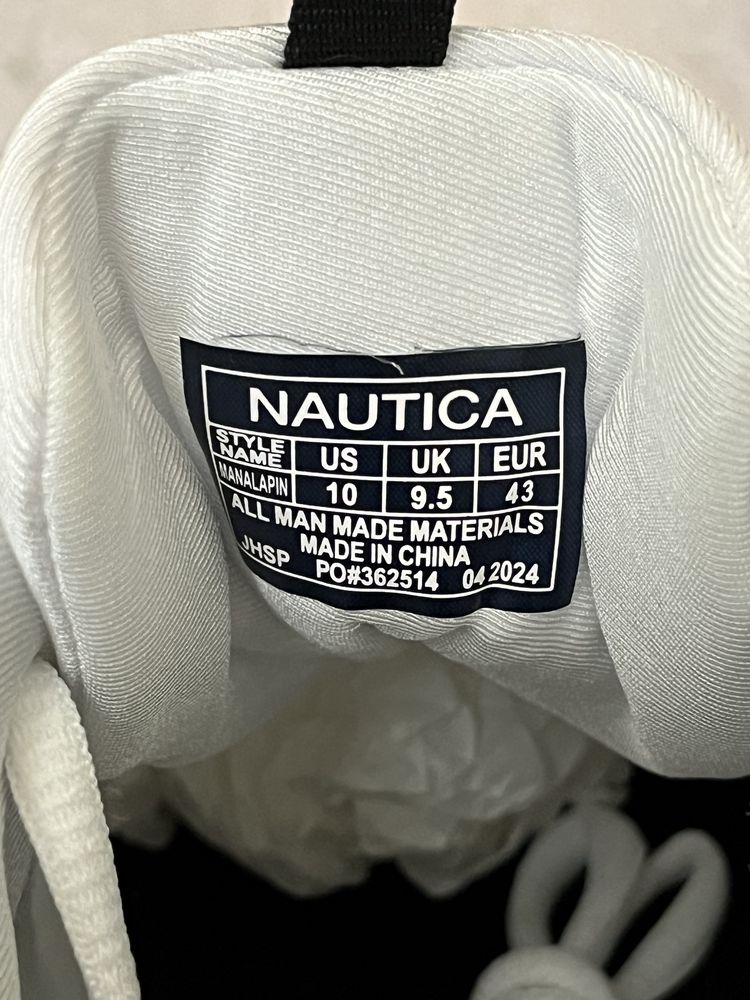 NAUTICA
STYLE NAME US UK EUR
MANALAPIN 10 9.5 43
ALL MAN MADE MATERIALS
MADE IN CHINA
JHSP PO#362514 04 2024